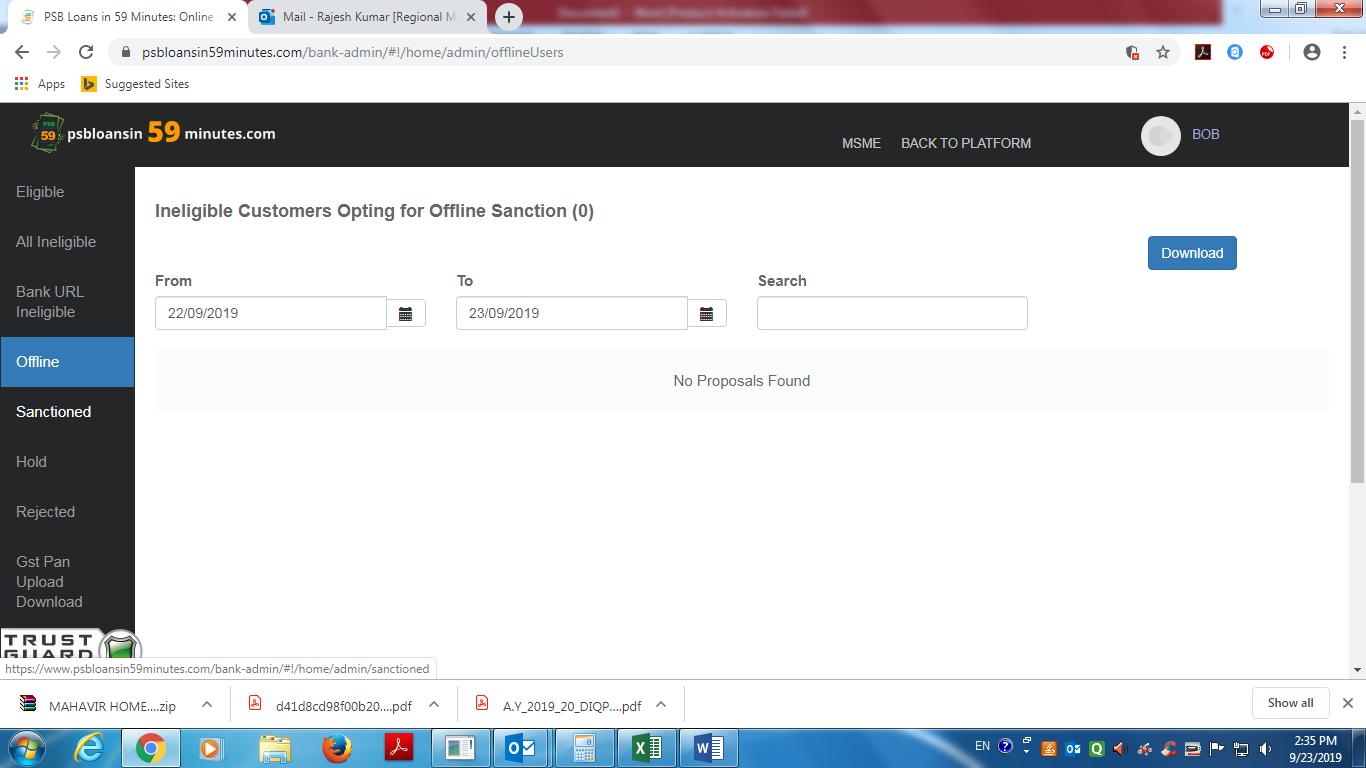 PSB Loans in 59 Minutes: Online
Mail - Rajesh Kumar [Regional M
psbloansin59minutes.com/bank-admin/#!/home/admin/offlineUsers
Apps
Suggested Sites
PSB
59
psbloansin 59 minutes.com
MSME
BACK TO PLATFORM
BOB
Eligible
All Ineligible
Bank URL
Ineligible
Offline
Sanctioned
Hold
Rejected
Gst Pan
Upload
Download
TRUST
GUARD
Ineligible Customers Opting for Offline Sanction (0)
Download
From
To
Search
22/09/2019
23/09/2019
No Proposals Found
https://www.psbloansin59minutes.com/bank-admin/#!/home/admin/sanctioned
MAHAVIR HOME....zip
d41d8cd98f00b20....pdf
A.Y_2019_20_DIQP....pdf
Show all
EN
2:35 PM
9/23/2019